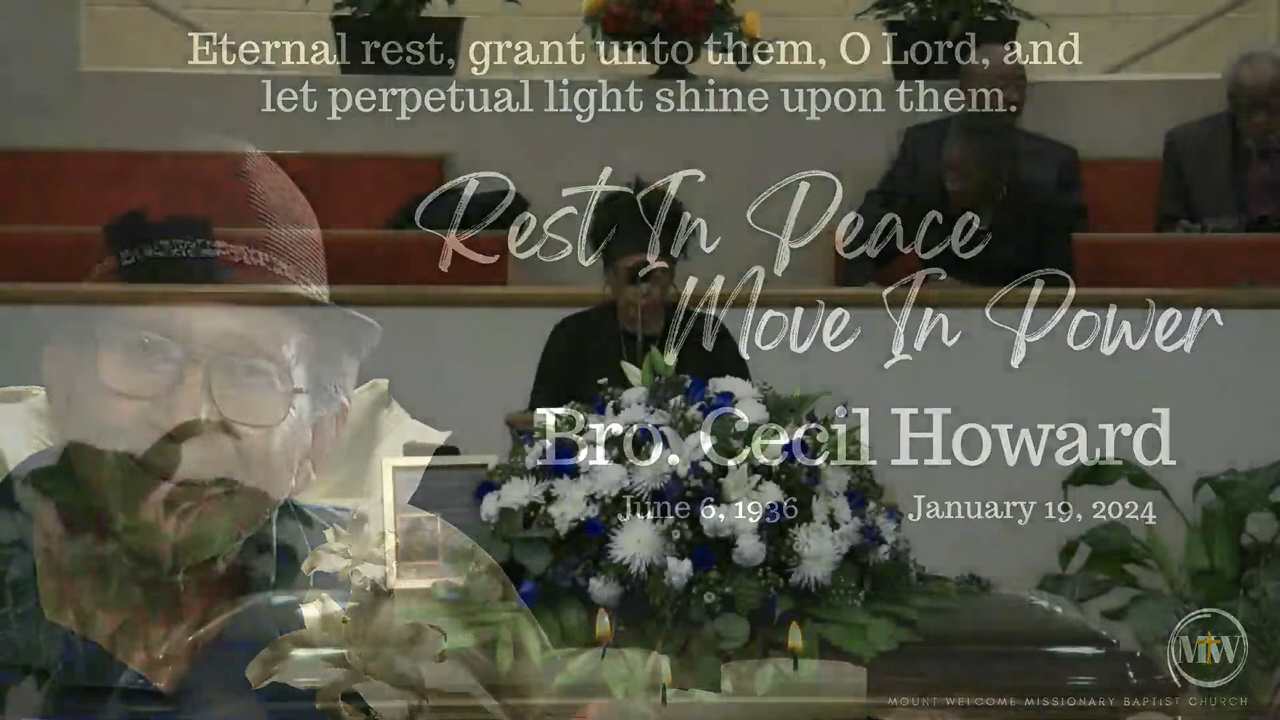 Eternal rest, grant unto them, O Lord, and
let perpetual light shine upon them.
Rest In Peace
Move In Power
Bro. Cecil Howard
June 6, 1936 January 19, 2024
MW
MOUNT WELCOME MISSIONARY BAPTIST CHURCH